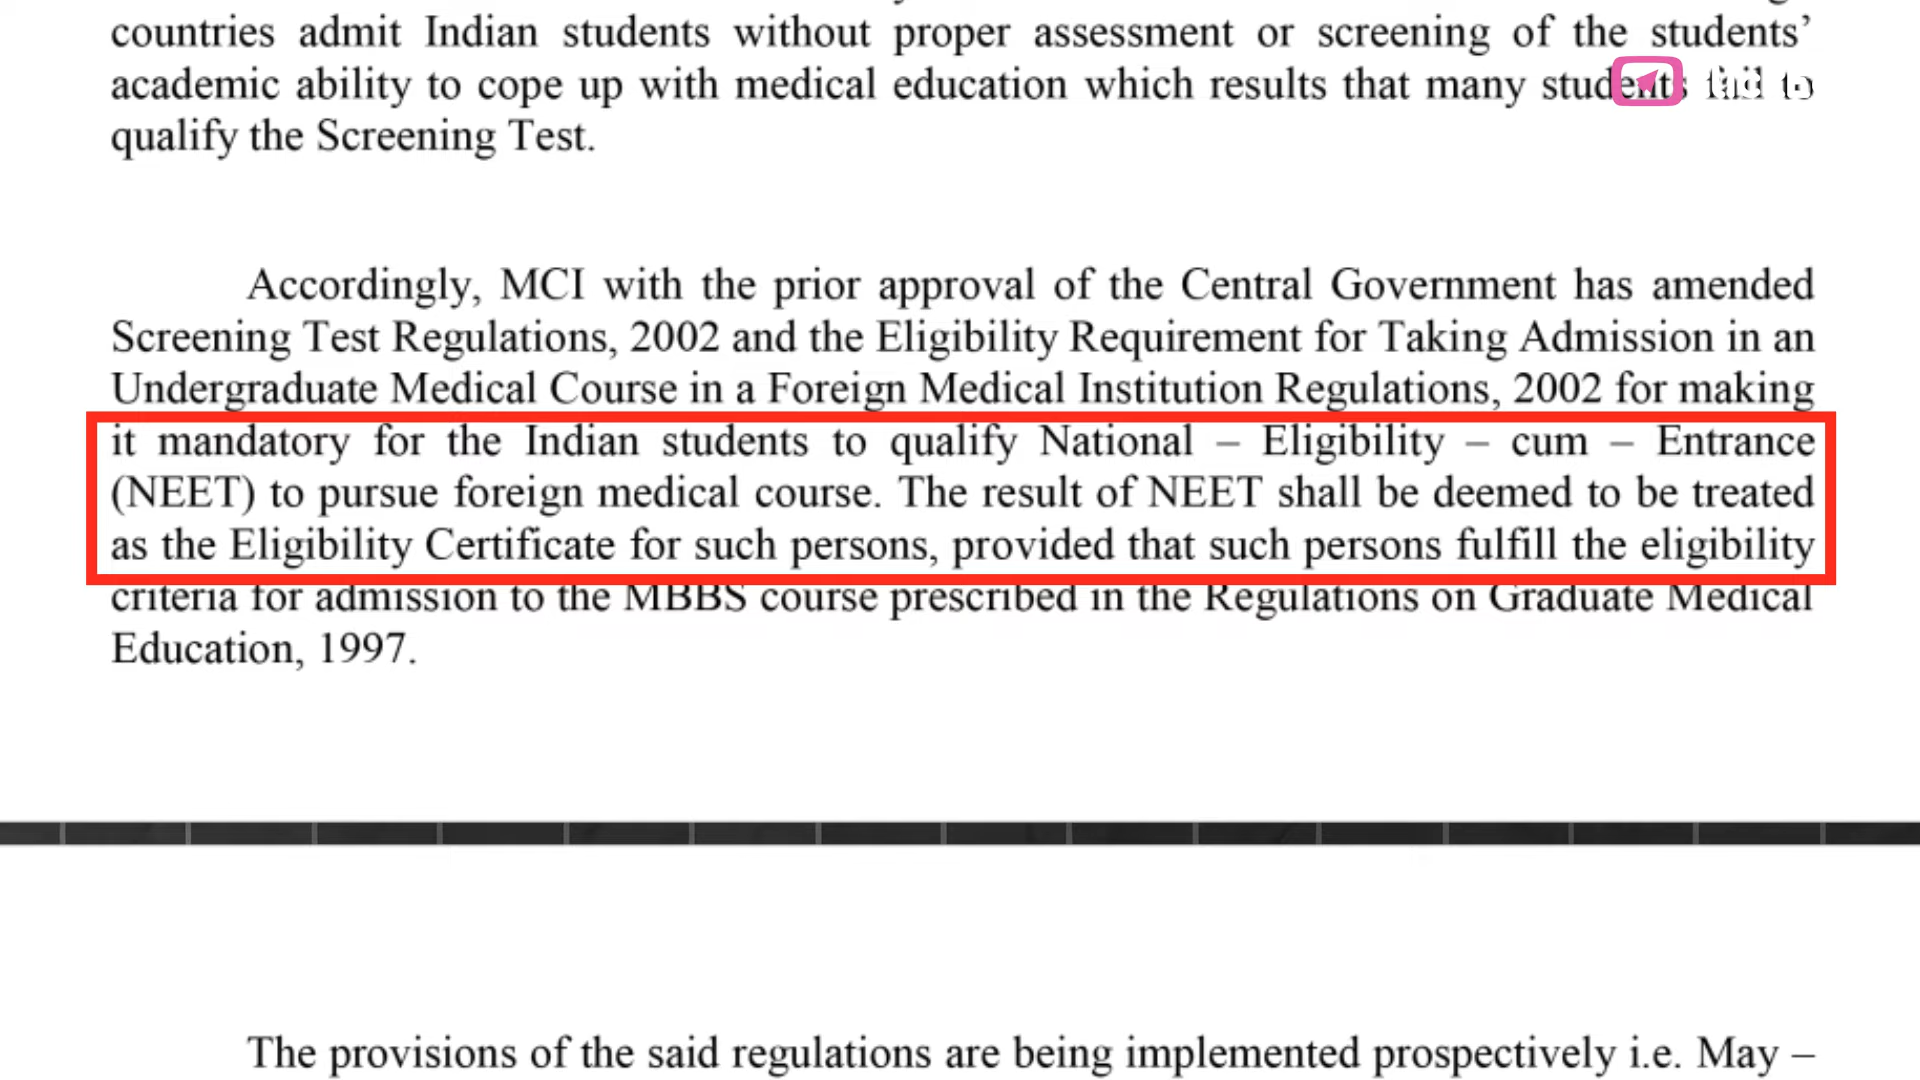 countries admit Indian students without proper assessment or screening of the students’
academic ability to cope up with medical education which results that many students
qualify the Screening Test.
Accordingly, MCI with the prior approval of the Central Government has amended
Screening Test Regulations, 2002 and the Eligibility Requirement for Taking Admission in an
Undergraduate Medical Course in a Foreign Medical Institution Regulations, 2002 for making
it mandatory for the Indian students to qualify National – Eligibility – cum – Entrance
(NEET) to pursue foreign medical course. The result of NEET shall be deemed to be treated
as the Eligibility Certificate for such persons, provided that such persons fulfill the eligibility
criteria for admission to the MBBS course prescribed in the Regulations on Graduate Medical
Education, 1997.
The provisions of the said regulations are being implemented prospectively i.e. May –